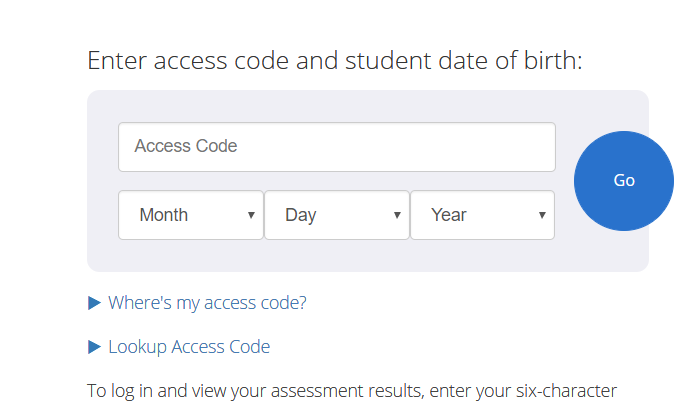 Enter access code and student date of birth:
Access Code
Go
Month Day Year
Where's my access code?
Lookup Access Code
To log in and view your assessment results, enter your six-character